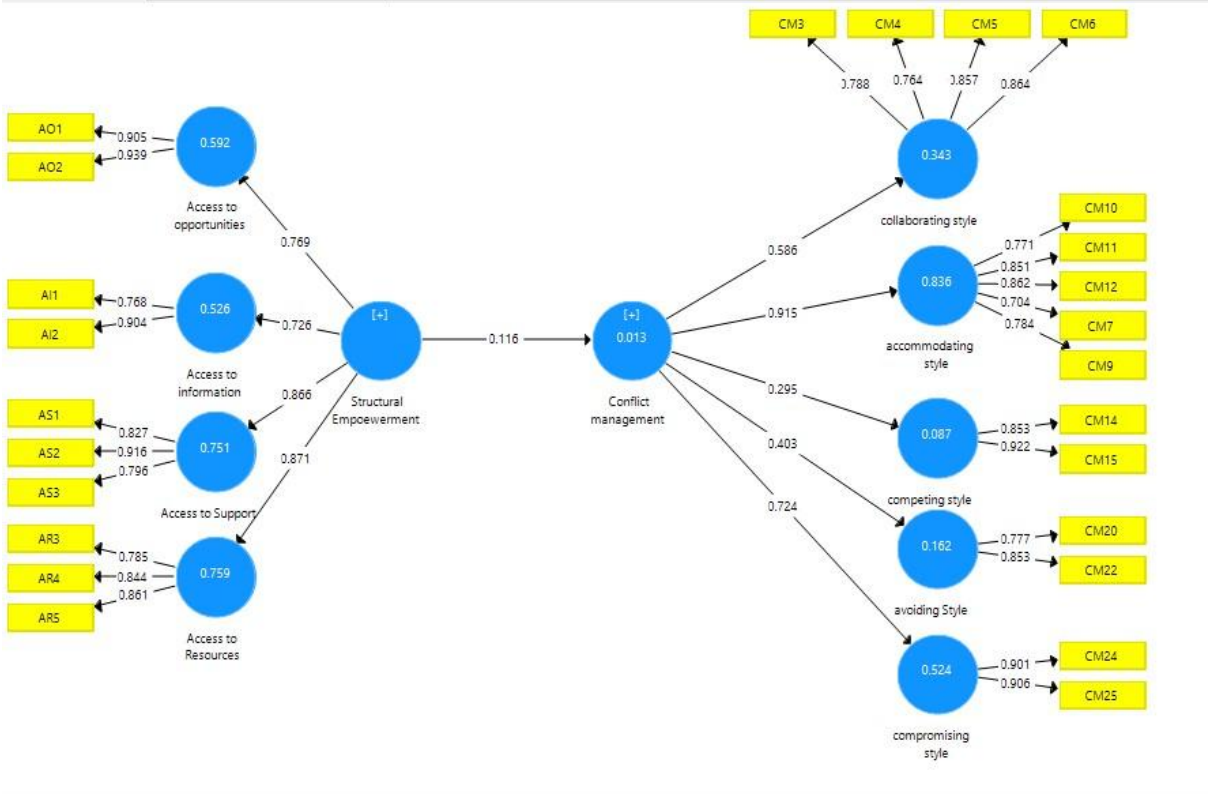 CM3
CM4
CM5
CM6
0.788
0.764
0.857
0.864
0.343
collaborating style
AO1
AO2
0.905
0.939
0.592
Access to
opportunities
0.769
AI1
AI2
0.768
0.904
0.526
Access to
information
0.726
AS1
AS2
AS3
0.827
0.916
0.796
0.751
Access to Support
0.866
AR3
AR4
AR5
0.785
0.844
0.861
0.759
Access to
Resources
0.871
[+]
Structural
Empoewerment
0.116
[+]
0.013
Conflict
management
0.586
0.915
0.295
0.403
0.724
0.836
accommodating
style
0.771
0.851
0.862
0.704
0.784
CM10
CM11
CM12
CM7
CM9
0.087
competing style
0.853
0.922
CM14
CM15
0.162
avoiding Style
0.777
0.853
CM20
CM22
0.524
compromising
style
0.901
0.906
CM24
CM25